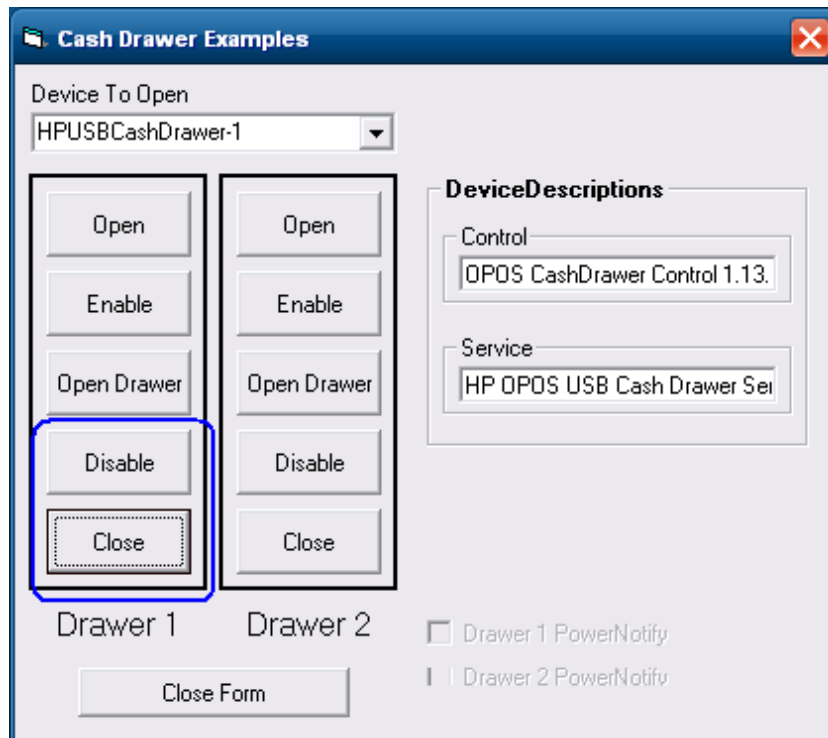 Cash Drawer Examples
Device To Open
HPUSBCashDrawer-1
Open
Enable
Open Drawer
Disable
Close
Drawer 1
Open
Enable
Open Drawer
Disable
Close
Drawer 2
Close Form
DeviceDescriptions
Control
OPOS CashDrawer Control 1.13.
Service
HP OPOS USB Cash Drawer Ser
Drawer 1 PowerNotify
Drawer 2 PowerNotify